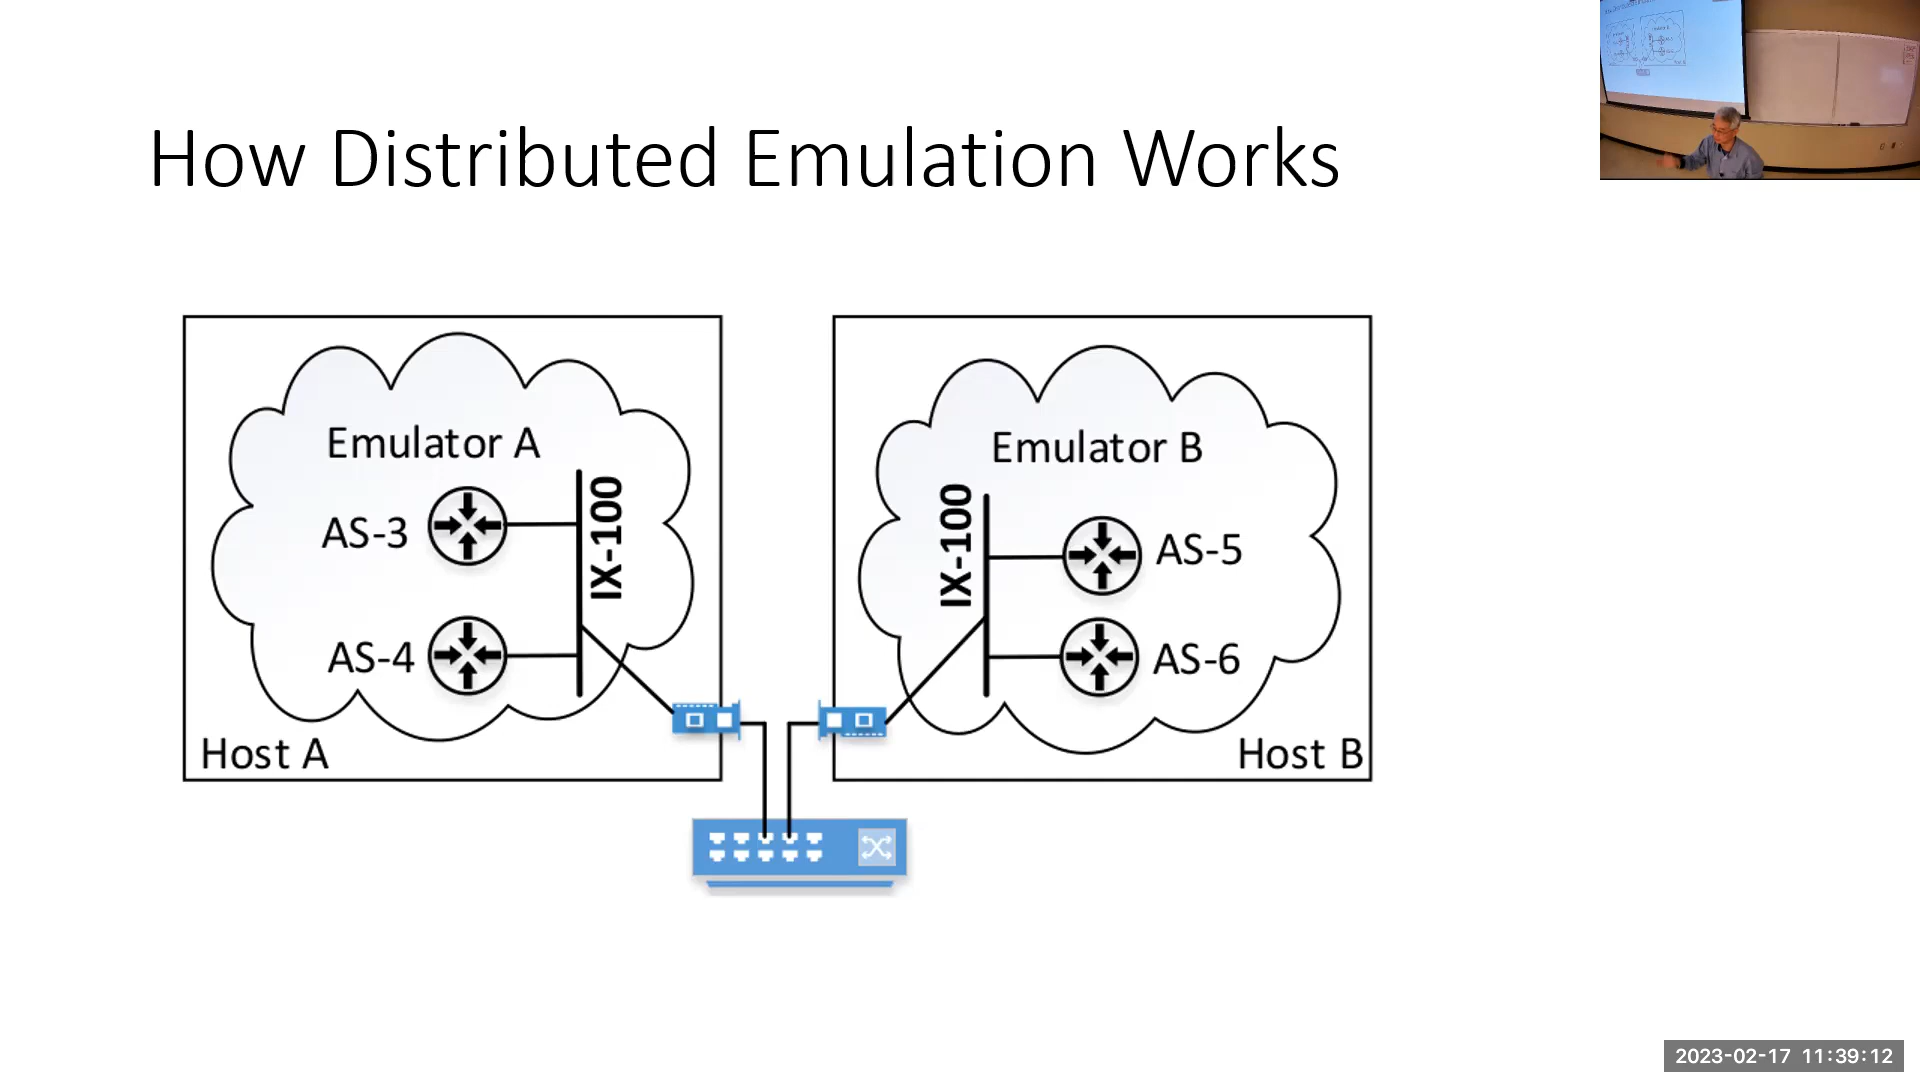 How Distributed Emulation Works
Emulator A
AS-3
IX-100
AS-4
Host A
Emulator B
IX-100
AS-5
AS-6
Host B
2023-02-17 11:39:12